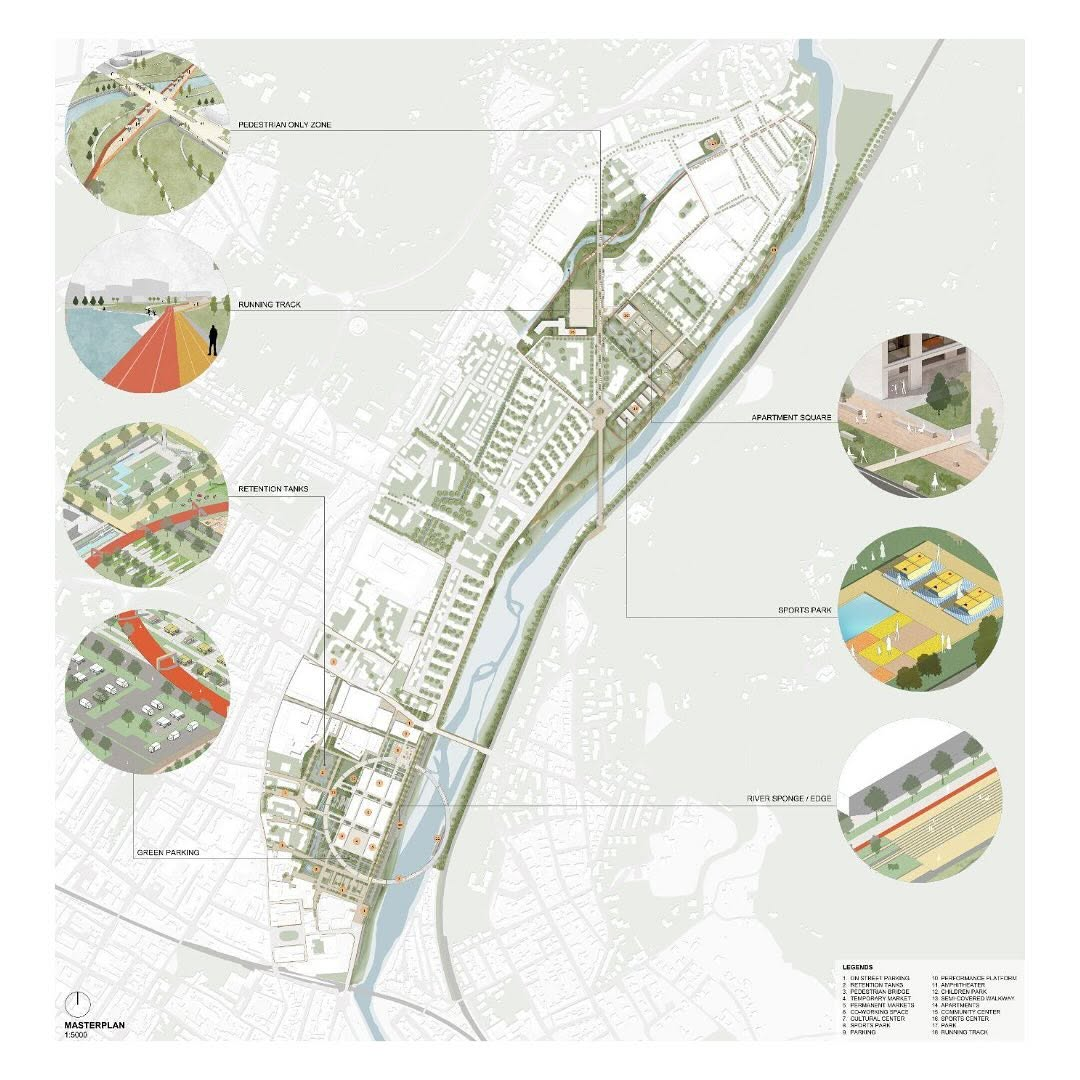 PEDESTRIAN ONLY ZONE
RUNNING TRACK
RETENTION TANKS
GREEN PARKING
APARTMENT SQUARE
SPORTS PARK
RIVER SPONGE / EDGE
MASTERPLAN
1:5000
LEGENDS
1 ON STREET PARKING
2 RETENTION TANKS
3 PEDESTRIAN BRIDGE
4 TEMPORARY MARKET
5 PERMANENT MARKETS
6 CO-WORKING SPACE
7 CULTURAL CENTER
8 SPORTS PARK
9 PARKING
10 PERFORMANCE PLATFORM
11 AMPHITHEATER
12 CHILDREN PARK
13 SEMI-COVERED WALKWAY
14 APARTMENTS
15 COMMUNITY CENTER
16 SPORTS CENTER
17 PARK
18 RUNNING TRACK